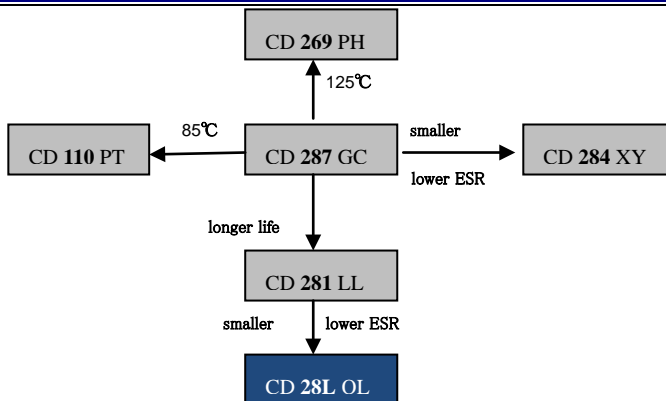 CD 269 PH
125℃
85℃
smaller
CD 110 PT
CD 287 GC
CD 284 XY
lower ESR
longer life
CD 281 LL
smaller
lower ESR
CD 28L OL